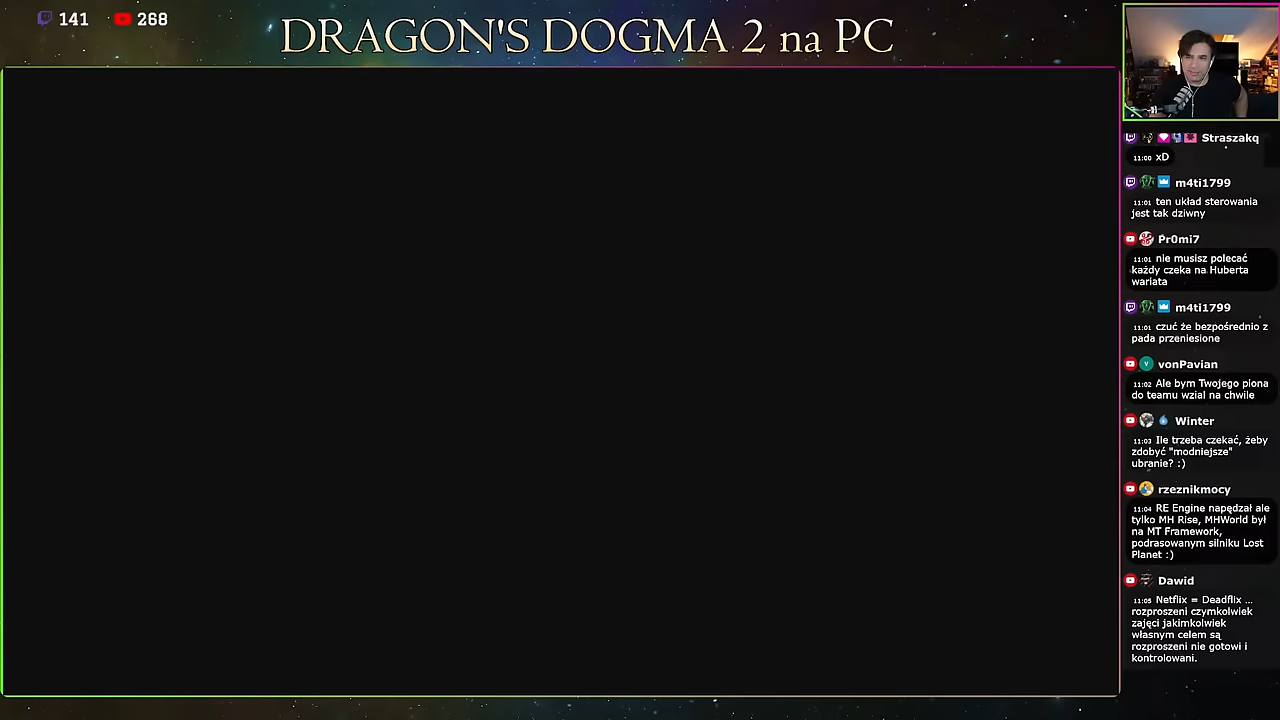 141 268
DRAGON'S DOGMA 2 na PC
Straszakq
11:00 xD
m4ti1799
11:01 ten układ sterowania
jest tak dziwny
Pr0mi7
11:01 nie musisz polecać
każdy czeka na Huberta
wariata
m4ti1799
11:01 czuć że bezpośrednio z
pada przeniesione
vonPavian
11:02 Ale bym Twojego piona
do teamu wzial na chwile
Winter
11:03 Ile trzeba czekać, żeby
zdobyć "modniejsze"
ubranie? :)
rzeznikmocy
11:04 RE Engine napędzał ale
tylko MH Rise, MHWorld był
na MT Framework,
podrasowanym silniku Lost
Planet :)
Dawid
11:05 Netflix = Deadflix ...
rozproszeni czymkolwiek
zajęci jakimkolwiek
własnym celem są
rozproszeni nie gotowi i
kontrolowani.